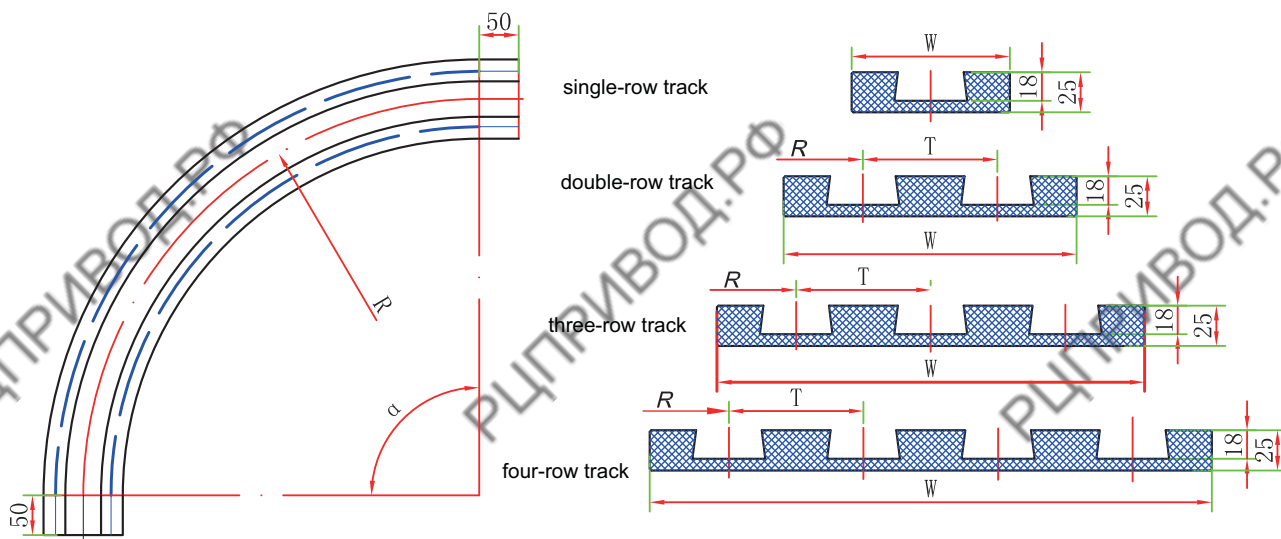 50
W
single-row track
18
25
R
T
double-row track
18
25
W
R
T
three-row track
18
25
W
R
α
R
T
four-row track
18
25
W
50
РЦПРИВОД.РФ
РЦПРИВОД.РФ
РЦПРИВОД.РФ